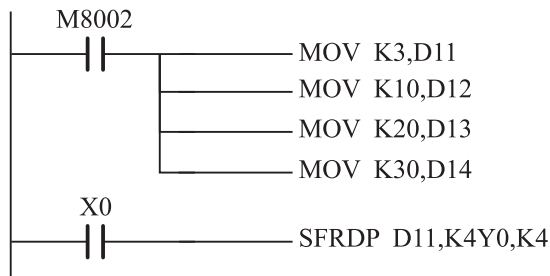 M8002
MOV K3,D11
MOV K10,D12
MOV K20,D13
MOV K30,D14
X0
SFRDP D11,K4Y0,K4